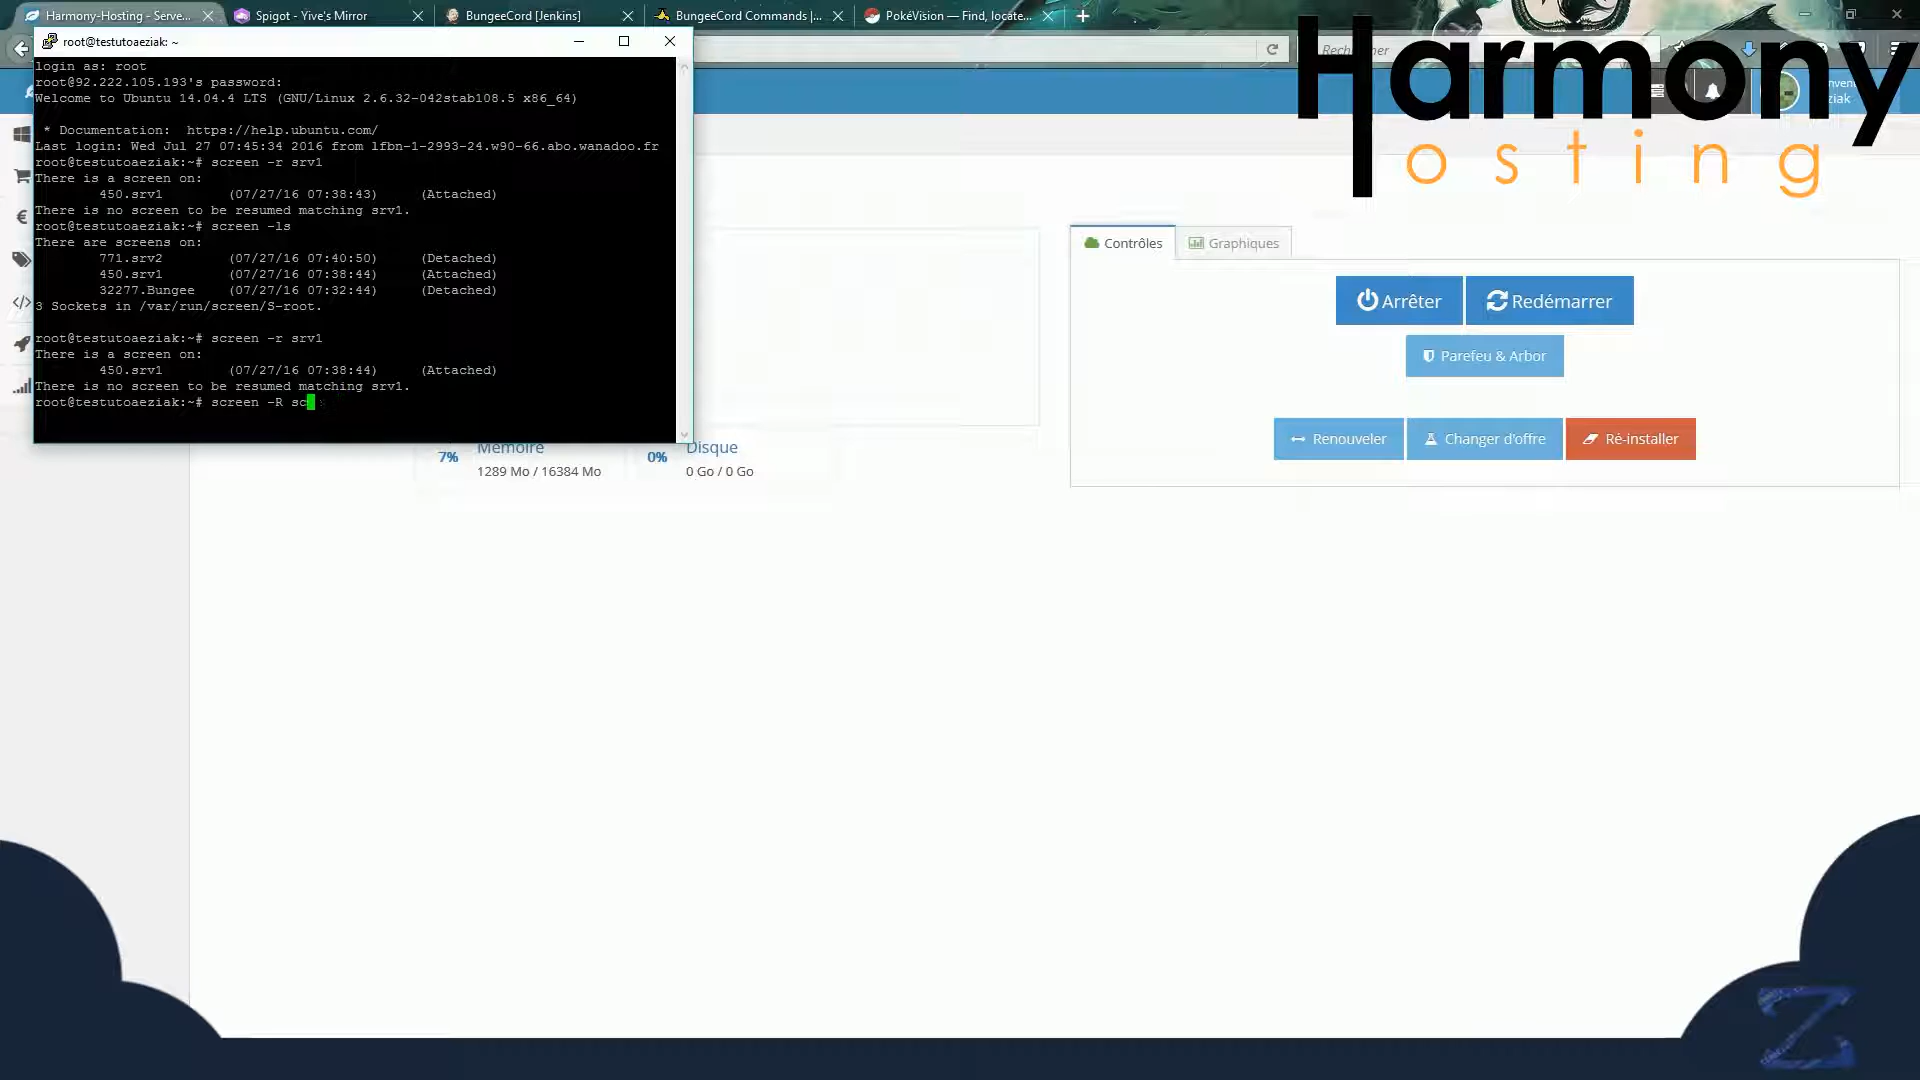 Harmony-Hosting - Serve...
Spigot - Yive's Mirror
BungeeCord [Jenkins]
BungeeCord Commands |...
PokéVision — Find, locate...
root@testutoaeziak: ~
Rechercher
login as: root
root@92.222.105.193's password:
Welcome to Ubuntu 14.04.4 LTS (GNU/Linux 2.6.32-042stab108.5 x86_64)
* Documentation:  https://help.ubuntu.com/
Last login: Wed Jul 27 07:45:34 2016 from lfbn-1-2993-24.w90-66.abo.wanadoo.fr
root@testutoaeziak:~# screen -r srv1
There is a screen on:
450.srv1 (07/27/16 07:38:43) (Attached)
There is no screen to be resumed matching srv1.
root@testutoaeziak:~# screen -ls
There are screens on:
771.srv2 (07/27/16 07:40:50) (Detached)
450.srv1 (07/27/16 07:38:44) (Attached)
32277.Bungee (07/27/16 07:32:44) (Detached)
3 Sockets in /var/run/screen/S-root.
root@testutoaeziak:~# screen -r srv1
There is a screen on:
450.srv1 (07/27/16 07:38:44) (Attached)
There is no screen to be resumed matching srv1.
root@testutoaeziak:~# screen -R sc
Harmony
osting
Contrôles
Graphiques
Arrêter
Redémarrer
Parefeu & Arbor
Renouveler
Changer d'offre
Ré-installer
Mémoire
Disque
7%
1289 Mo / 16384 Mo
0%
0 Go / 0 Go
Z